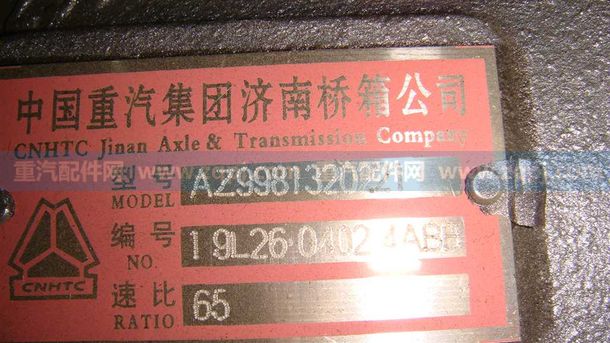 中国重汽集团济南桥箱公司
CNHTC Jinan Axle & Transmission Company
重汽配件网
型号
MODEL
编号 19L26·0402
NO.
CNHTC
速比 65
RATIO